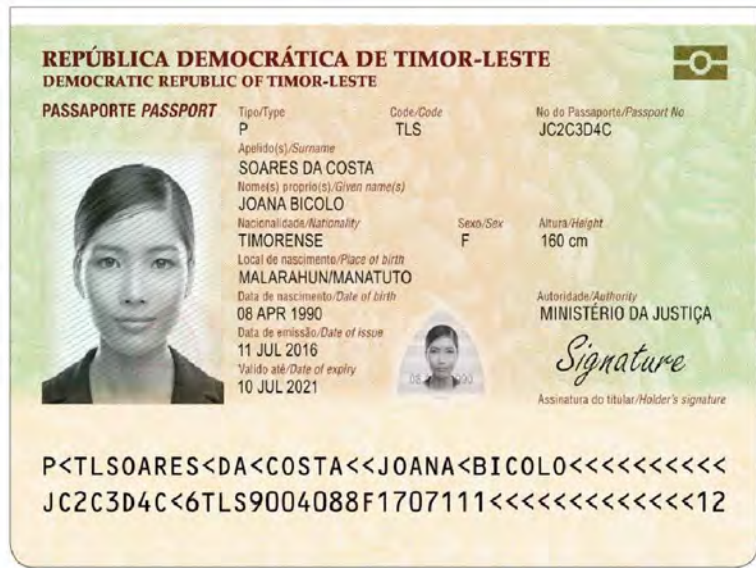 REPÚBLICA DEMOCRÁTICA DE TIMOR-LESTE
DEMOCRATIC REPUBLIC OF TIMOR-LESTE
PASSAPORTE PASSPORT
Tipo/Type Code/Code No do Passaporte/Passport No
P TLS JC2C3D4C
Apelido(s)/Surname
SOARES DA COSTA
Nome(s) proprio(s)/Given name(s)
JOANA BICOLO
Nacionalidade/Nationality Sexo/Sex Altura/Height
TIMORENSE F 160 cm
Local de nascimento/Place of birth
MALARAHUN/MANATUTO
Data de nascimento/Date of birth Autoridade/Authority
08 APR 1990 MINISTÉRIO DA JUSTIÇA
Data de emissão/Date of issue
11 JUL 2016 Signature
Valido até/Date of expiry
10 JUL 2021
Assinatura do titular/Holder's signature
P<TLSOARES<DA<COSTA<<JOANA<BICOLO<<<<<<<<<<
JC2C3D4C<6TLS9004088F1707111<<<<<<<<<<<<<<12